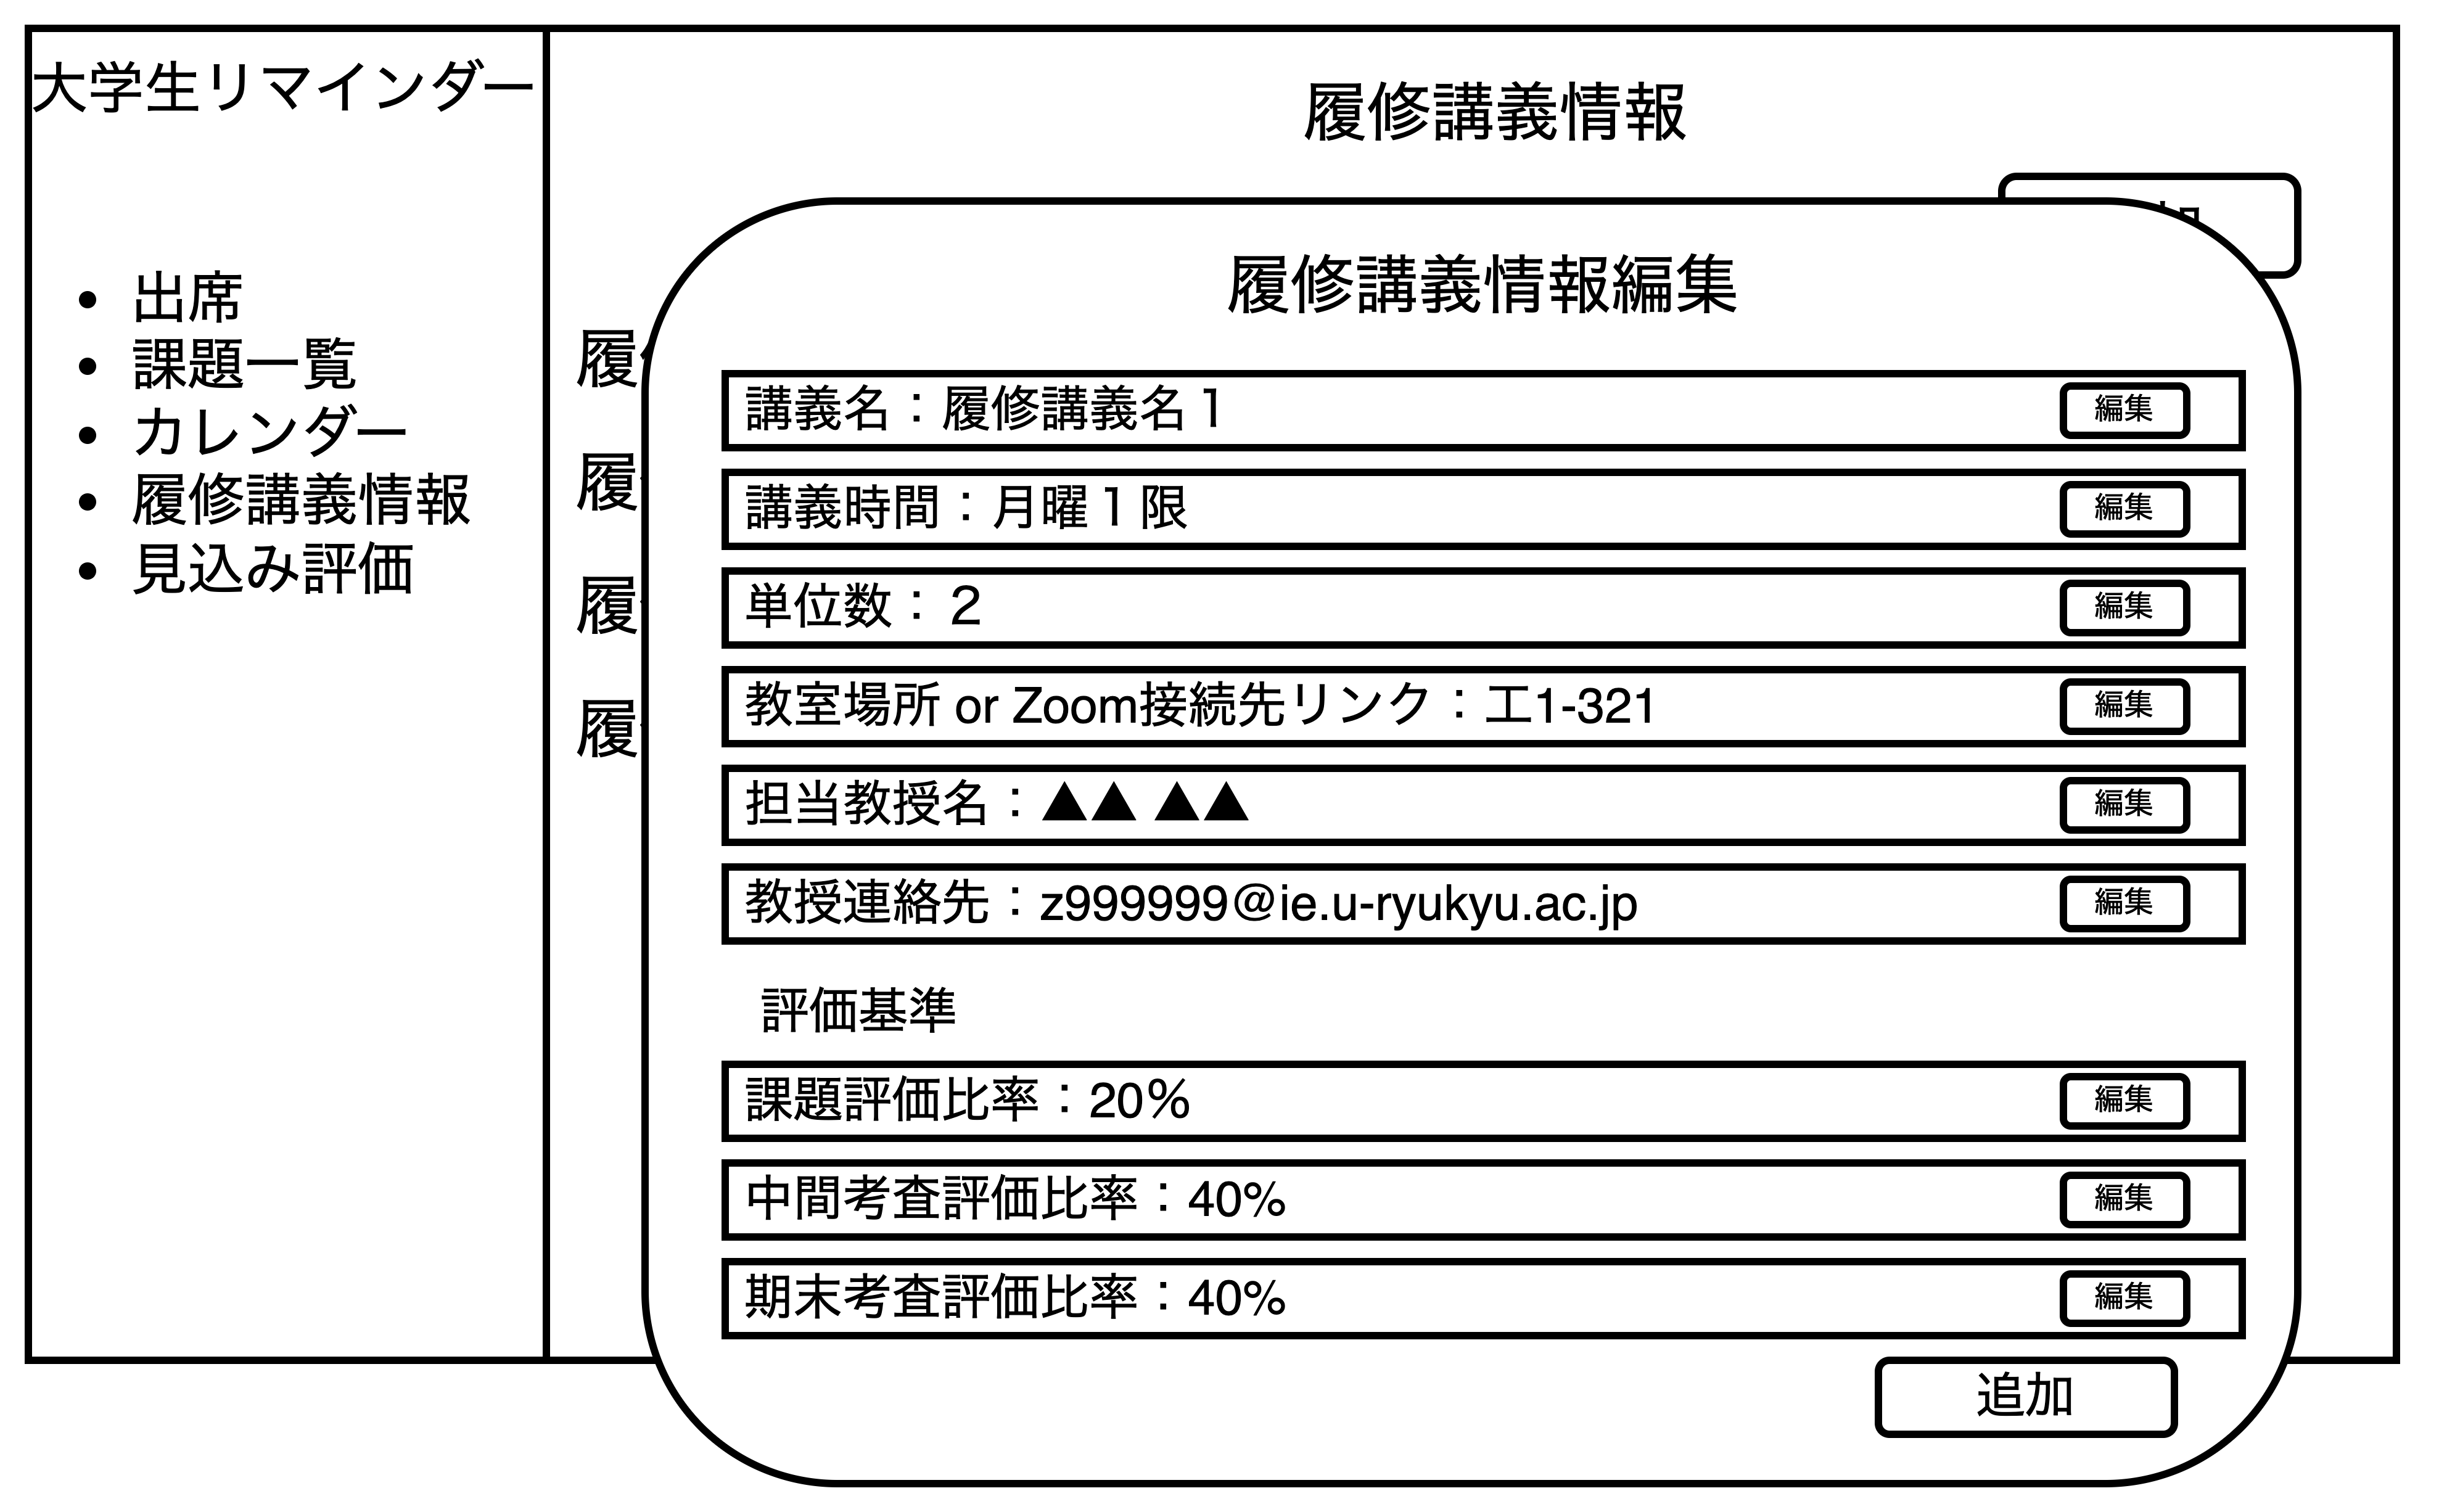 大学生リマインダー
• 出席
• 課題一覧
• カレンダー
• 履修講義情報
• 見込み評価
履修講義情報
履
履
履
履
履修講義情報編集
講義名：履修講義名１
編集
講義時間：月曜１限
編集
単位数：２
編集
教室場所 or Zoom接続先リンク：工1-321
編集
担当教授名：▲▲ ▲▲
編集
教授連絡先：z999999@ie.u-ryukyu.ac.jp
編集
評価基準
課題評価比率：20％
編集
中間考査評価比率：40%
編集
期末考査評価比率：40%
編集
追加